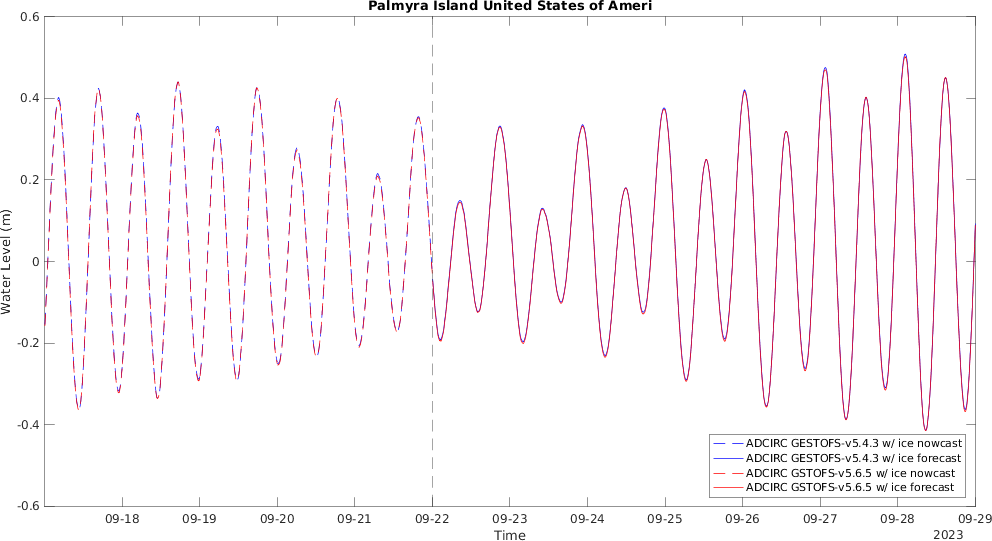 Palmyra Island United States of Ameri
0.6
0.4
0.2
0
-0.2
-0.4
-0.6
Water Level (m)
ADCIRC GESTOFS-v5.4.3 w/ ice nowcast
ADCIRC GESTOFS-v5.4.3 w/ ice forecast
ADCIRC GSTOFS-v5.6.5 w/ ice nowcast
ADCIRC GSTOFS-v5.6.5 w/ ice forecast
09-18 09-19 09-20 09-21 09-22 09-23 09-24 09-25 09-26 09-27 09-28 09-29
Time
2023